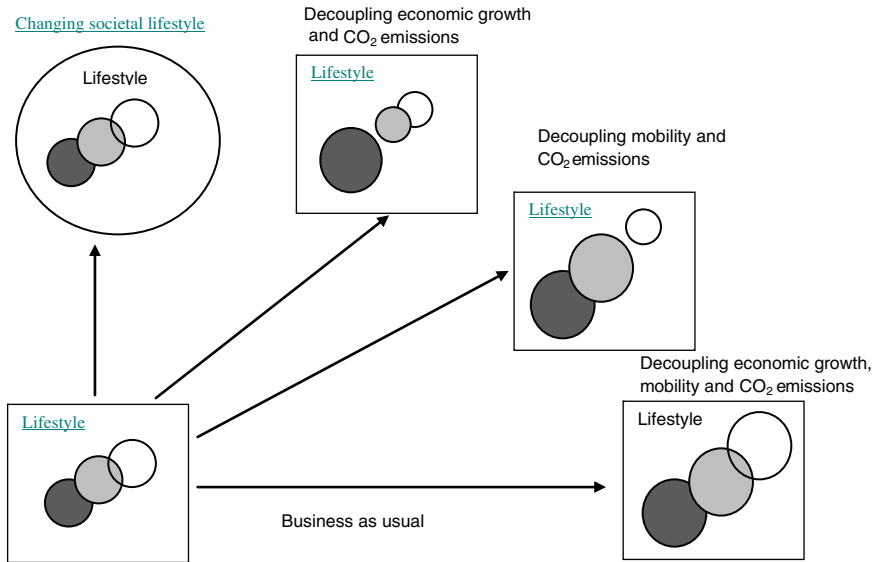 Changing societal lifestyle
Lifestyle
Decoupling economic growth
and CO₂ emissions
Lifestyle
Decoupling mobility and
CO₂ emissions
Lifestyle
Decoupling economic growth,
mobility and CO₂ emissions
Lifestyle
Lifestyle
Business as usual